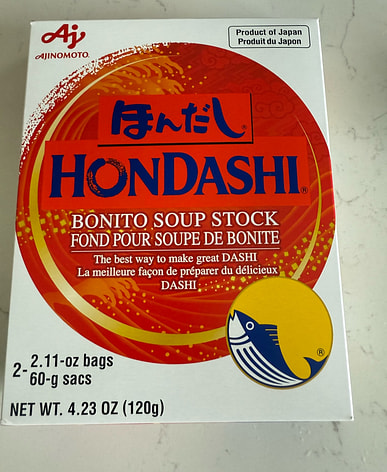 Aj
AJINOMOTO®
Product of Japan
Produit du Japon
ほんだし®
HONDASHI®
BONITO SOUP STOCK
FOND POUR SOUPE DE BONITE
The best way to make great DASHI
La meilleure façon de préparer du délicieux
DASHI
®
2- 2.11-oz bags
60-g sacs
NET WT. 4.23 OZ (120g)